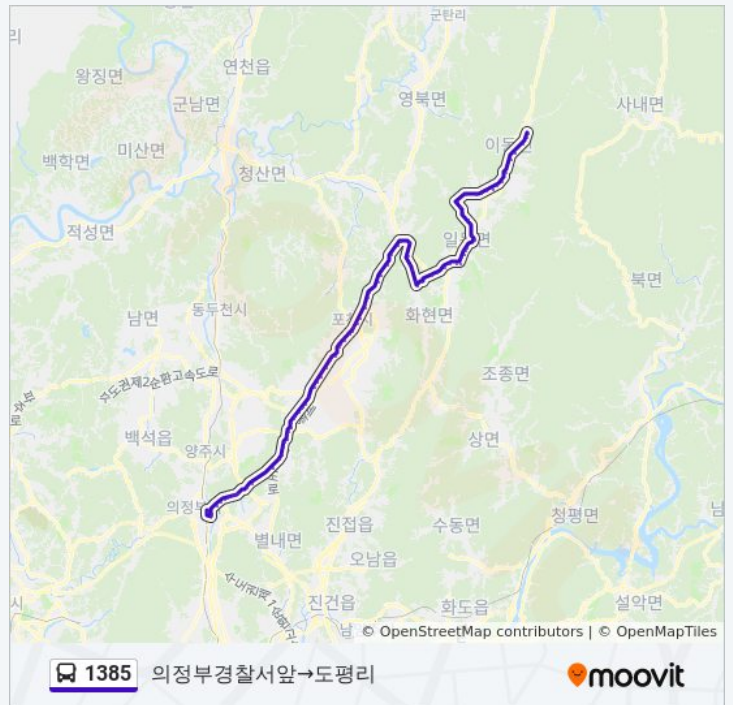 군탄리
리
연천읍
왕징면
영북면
군남면
사내면
미산면
이동면
백학면
청산면
적성면
일동면
북면
동두천시
남면
포천시
화현면
수도권제2순환고속도로
조종면
백석읍
양주시
상면
의정부
진접읍
수동면
청평면
별내면
오남읍
시
진건읍
화도읍
설악면
남
© OpenStreetMap contributors | © OpenMapTiles
1385 의정부경찰서앞→도평리
moovit